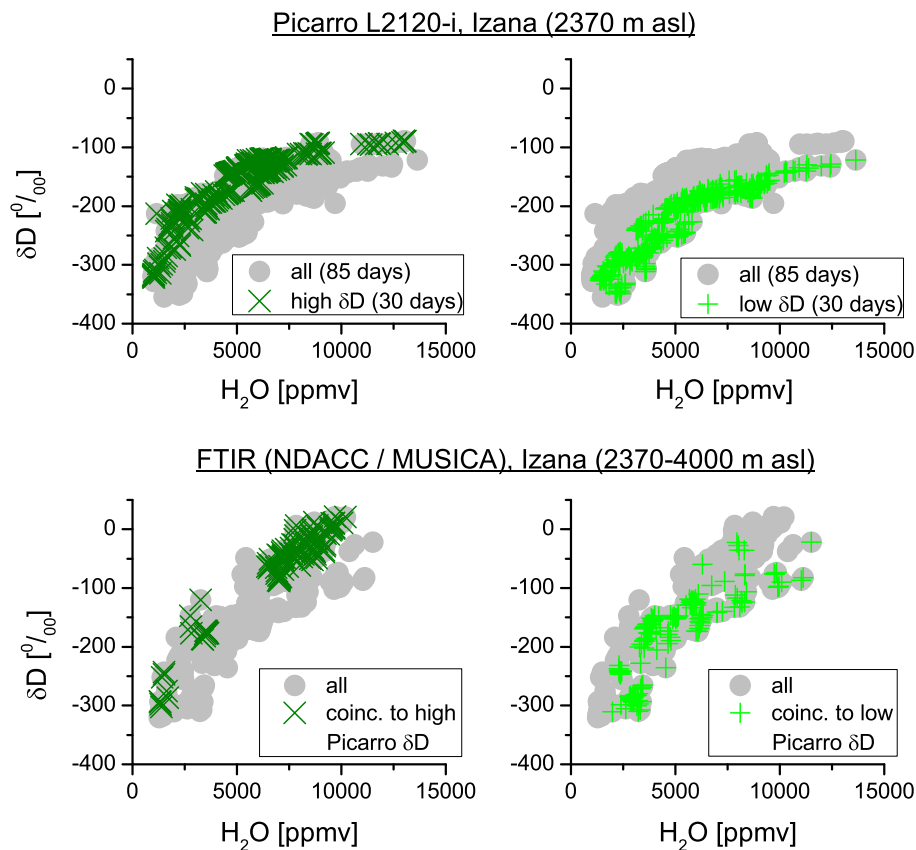 Picarro L2120-i, Izana (2370 m asl)
0
-100
-200
-300
-400
δD [⁰/₀₀]
all (85 days)
high δD (30 days)
0
5000
10000
15000
H₂O [ppmv]
0
-100
-200
-300
-400
all (85 days)
low δD (30 days)
0
5000
10000
15000
H₂O [ppmv]
FTIR (NDACC / MUSICA), Izana (2370-4000 m asl)
0
-100
-200
-300
-400
δD [⁰/₀₀]
all
coinc. to high
Picarro δD
0
5000
10000
15000
H₂O [ppmv]
0
-100
-200
-300
-400
all
coinc. to low
Picarro δD
0
5000
10000
15000
H₂O [ppmv]